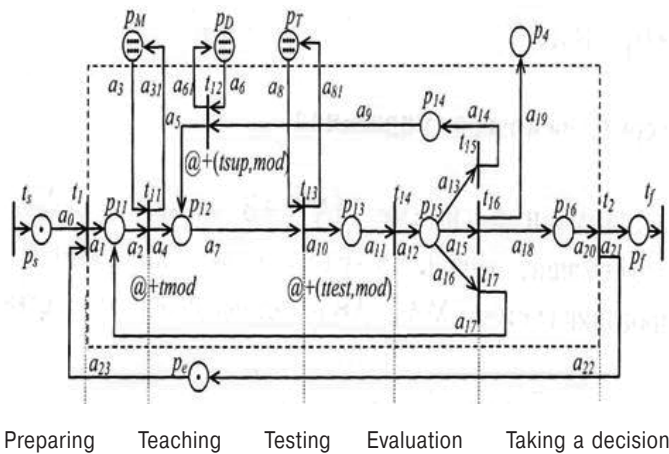 p_M p_D p_T p_4
a_3 a_31 a_61 a_6 t_12 a_8 a_81 p_14 a_14 a_19
a_5 a_9 t_15
@+(tsup,mod) a_13
t_s t_1 p_11 t_11 p_12 t_13 p_13 t_14 p_15 t_16 p_16 t_2 t_f
a_0 a_1 a_2 a_4 a_7 a_10 a_11 a_12 a_15 a_18 a_20 a_21
p_s a_16 t_17 p_f
@+tmod @+(ttest,mod)
a_17
a_23 p_e a_22
Preparing Teaching Testing Evaluation Taking a decision